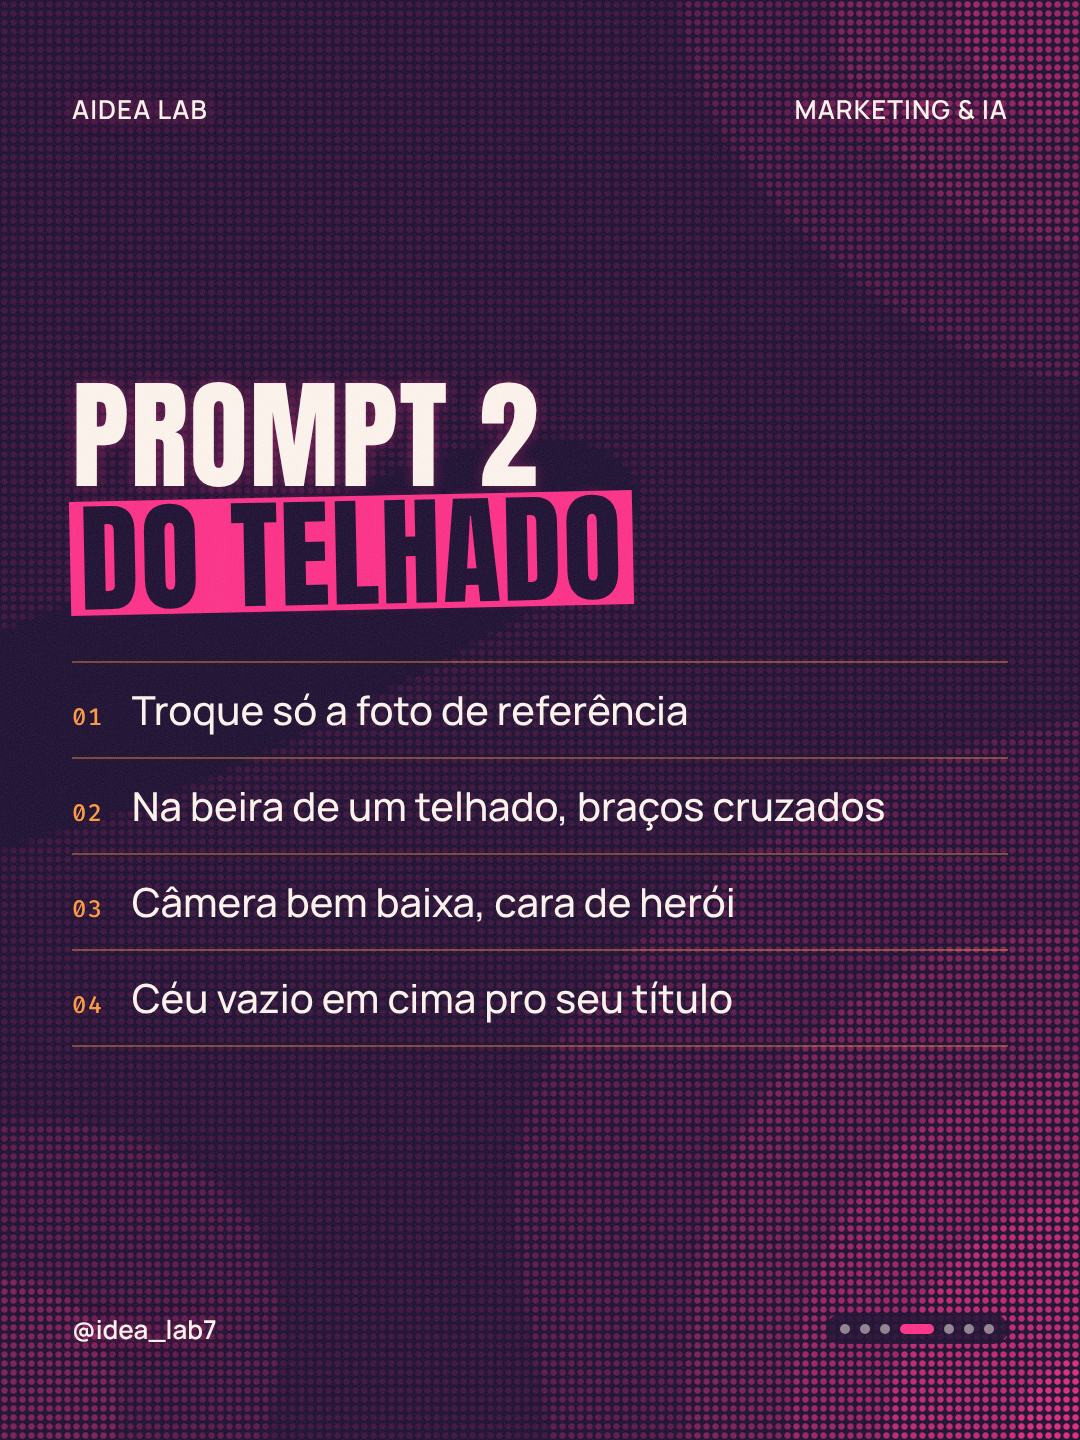 AIDEA LAB
MARKETING & IA
PROMPT 2
DO TELHADO
01 Troque só a foto de referência
02 Na beira de um telhado, braços cruzados
03 Câmera bem baixa, cara de herói
04 Céu vazio em cima pro seu título
@idea_lab7